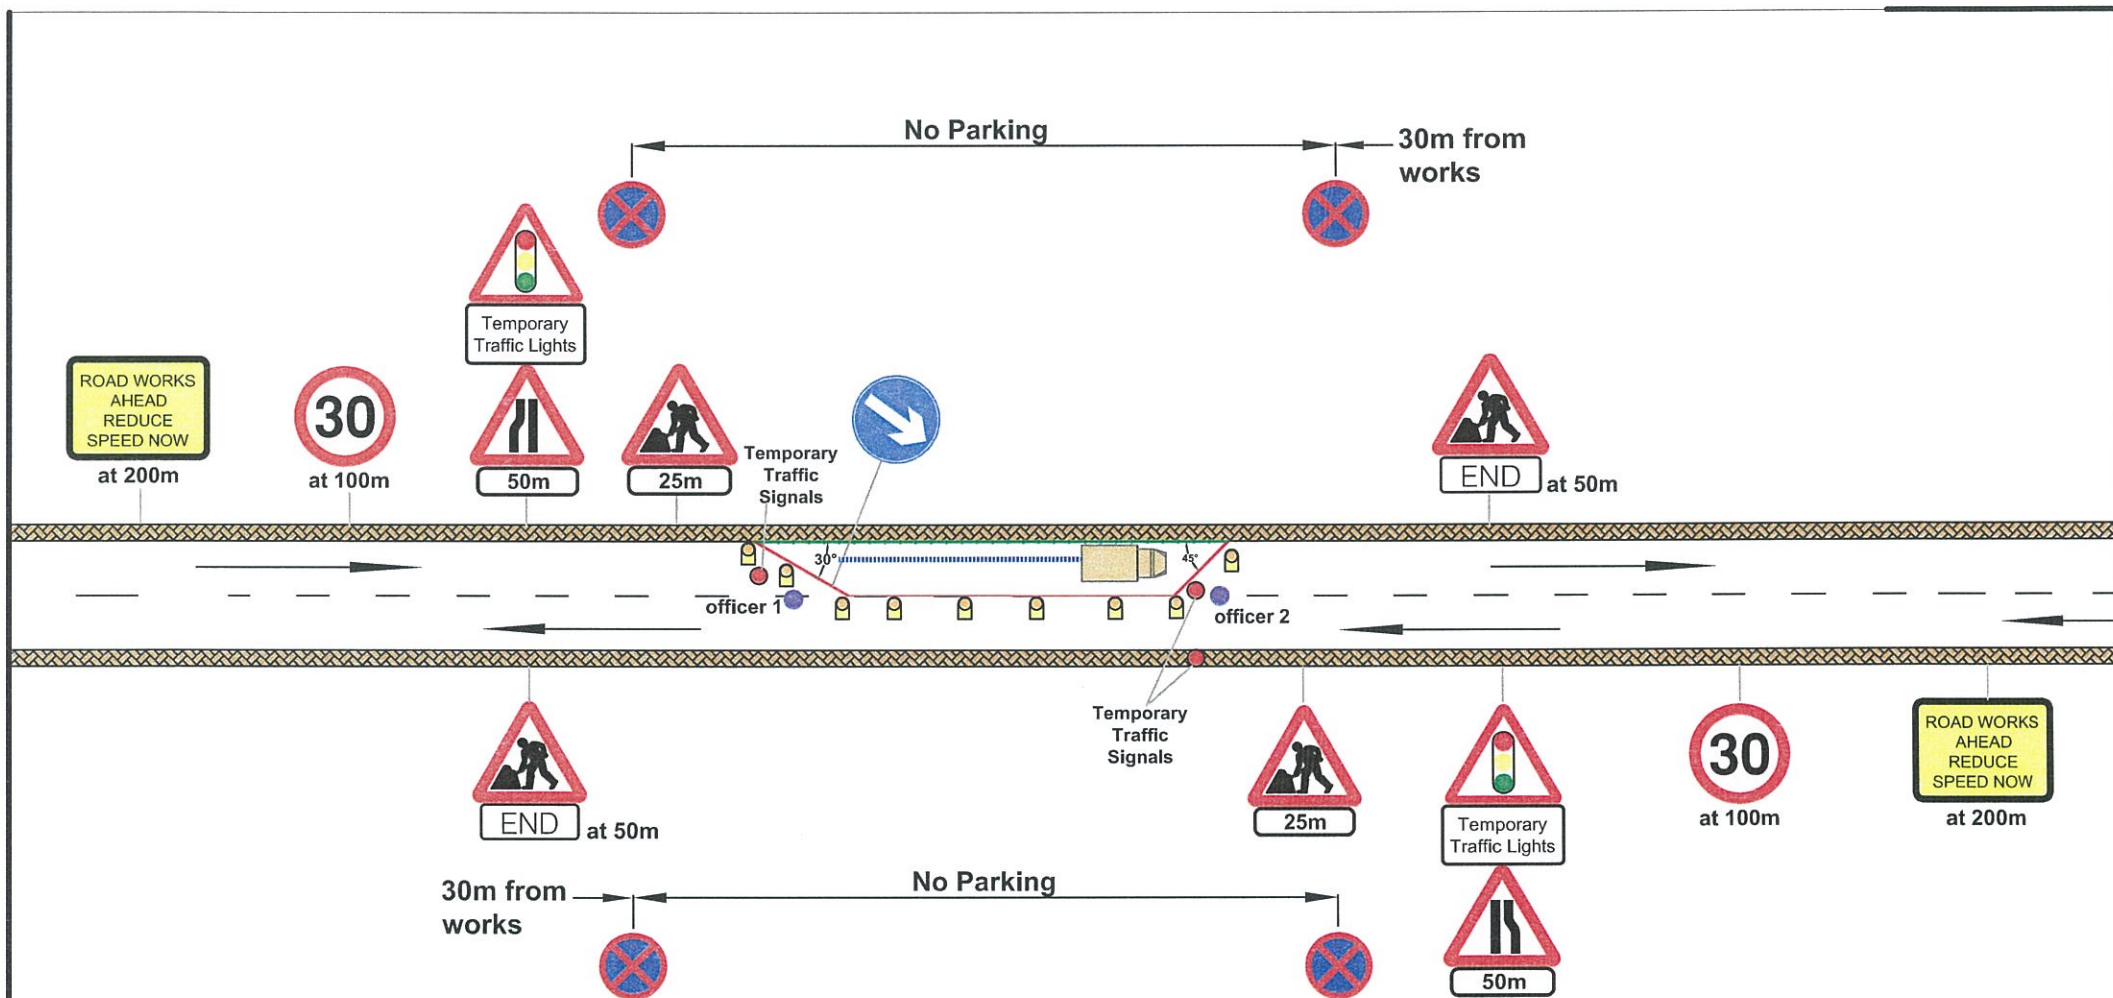 No Parking
30m from
works
Temporary
Traffic Lights
ROAD WORKS
AHEAD
REDUCE
SPEED NOW
at 200m
30
at 100m
50m
25m
Temporary
Traffic
Signals
END
at 50m
30°
45°
officer 1
officer 2
END
at 50m
Temporary
Traffic
Signals
25m
Temporary
Traffic Lights
50m
30
at 100m
ROAD WORKS
AHEAD
REDUCE
SPEED NOW
at 200m
30m from
works
No Parking